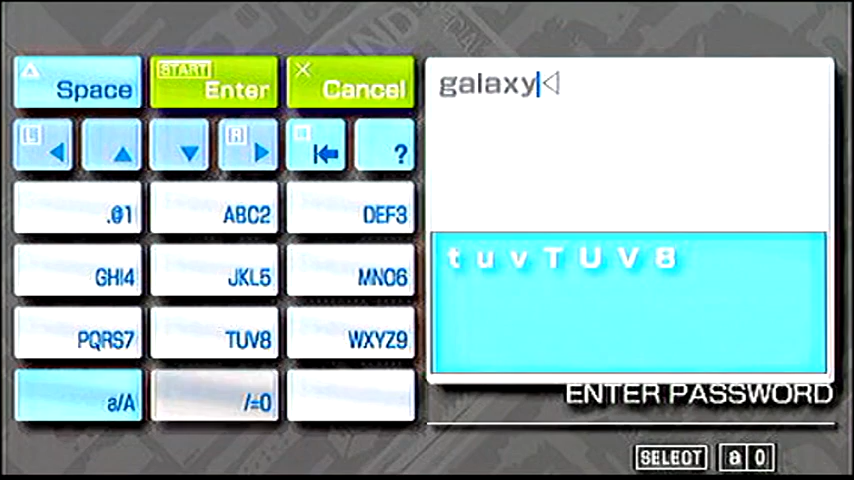 Space
START
Enter
Cancel
galaxy
L
R
?
.@1
ABC2
DEF3
t u v T U V 8
GHI4
JKL5
MNO6
PQRS7
TUV8
WXYZ9
a/A
/=0
ENTER PASSWORD
SELECT a 0